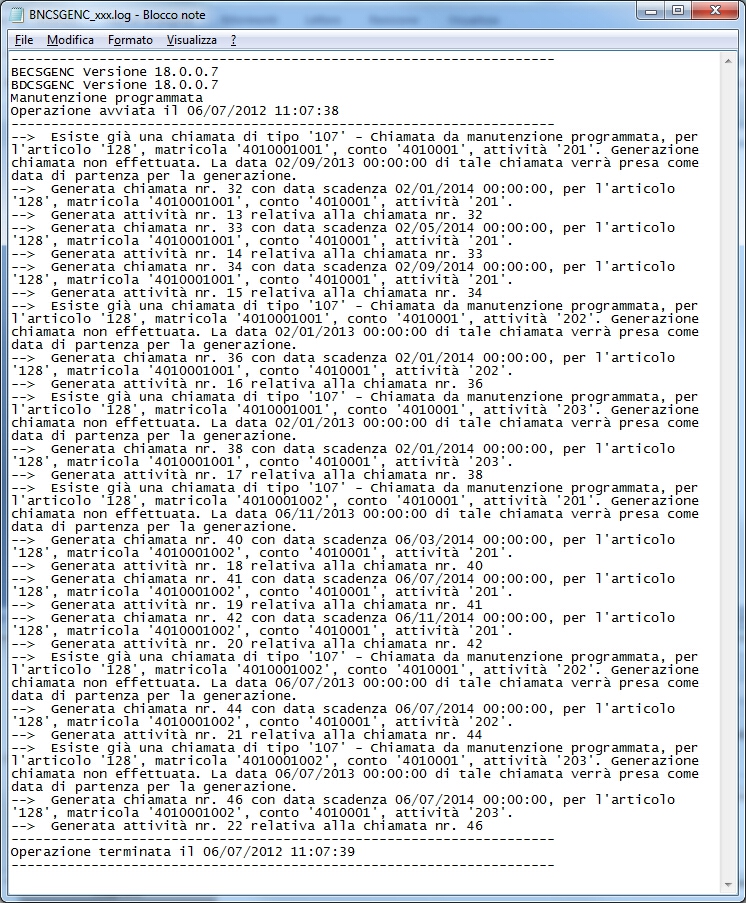 BNCSGENC_xxx.log - Blocco note
File Modifica Formato Visualizza ?
--------------------------------------------------------------------
BECSGENC Versione 18.0.0.7
BDCSGENC Versione 18.0.0.7
Manutenzione programmata
Operazione avviata il 06/07/2012 11:07:38
--------------------------------------------------------------------
--> Esiste già una chiamata di tipo '107' - Chiamata da manutenzione programmata, per
l'articolo '128', matricola '4010001001', conto '4010001', attività '201'. Generazione
chiamata non effettuata. La data 02/09/2013 00:00:00 di tale chiamata verrà presa come
data di partenza per la generazione.
--> Generata chiamata nr. 32 con data scadenza 02/01/2014 00:00:00, per l'articolo
'128', matricola '4010001001', conto '4010001', attività '201'.
--> Generata attività nr. 13 relativa alla chiamata nr. 32
--> Generata chiamata nr. 33 con data scadenza 02/05/2014 00:00:00, per l'articolo
'128', matricola '4010001001', conto '4010001', attività '201'.
--> Generata attività nr. 14 relativa alla chiamata nr. 33
--> Generata chiamata nr. 34 con data scadenza 02/09/2014 00:00:00, per l'articolo
'128', matricola '4010001001', conto '4010001', attività '201'.
--> Generata attività nr. 15 relativa alla chiamata nr. 34
--> Esiste già una chiamata di tipo '107' - Chiamata da manutenzione programmata, per
l'articolo '128', matricola '4010001001', conto '4010001', attività '202'. Generazione
chiamata non effettuata. La data 02/01/2013 00:00:00 di tale chiamata verrà presa come
data di partenza per la generazione.
--> Generata chiamata nr. 36 con data scadenza 02/01/2014 00:00:00, per l'articolo
'128', matricola '4010001001', conto '4010001', attività '202'.
--> Generata attività nr. 16 relativa alla chiamata nr. 36
--> Esiste già una chiamata di tipo '107' - Chiamata da manutenzione programmata, per
l'articolo '128', matricola '4010001001', conto '4010001', attività '203'. Generazione
chiamata non effettuata. La data 02/01/2013 00:00:00 di tale chiamata verrà presa come
data di partenza per la generazione.
--> Generata chiamata nr. 38 con data scadenza 02/01/2014 00:00:00, per l'articolo
'128', matricola '4010001001', conto '4010001', attività '203'.
--> Generata attività nr. 17 relativa alla chiamata nr. 38
--> Esiste già una chiamata di tipo '107' - Chiamata da manutenzione programmata, per
l'articolo '128', matricola '4010001002', conto '4010001', attività '201'. Generazione
chiamata non effettuata. La data 06/11/2013 00:00:00 di tale chiamata verrà presa come
data di partenza per la generazione.
--> Generata chiamata nr. 40 con data scadenza 06/03/2014 00:00:00, per l'articolo
'128', matricola '4010001002', conto '4010001', attività '201'.
--> Generata attività nr. 18 relativa alla chiamata nr. 40
--> Generata chiamata nr. 41 con data scadenza 06/07/2014 00:00:00, per l'articolo
'128', matricola '4010001002', conto '4010001', attività '201'.
--> Generata attività nr. 19 relativa alla chiamata nr. 41
--> Generata chiamata nr. 42 con data scadenza 06/11/2014 00:00:00, per l'articolo
'128', matricola '4010001002', conto '4010001', attività '201'.
--> Generata attività nr. 20 relativa alla chiamata nr. 42
--> Esiste già una chiamata di tipo '107' - Chiamata da manutenzione programmata, per
l'articolo '128', matricola '4010001002', conto '4010001', attività '202'. Generazione
chiamata non effettuata. La data 06/07/2013 00:00:00 di tale chiamata verrà presa come
data di partenza per la generazione.
--> Generata chiamata nr. 44 con data scadenza 06/07/2014 00:00:00, per l'articolo
'128', matricola '4010001002', conto '4010001', attività '202'.
--> Generata attività nr. 21 relativa alla chiamata nr. 44
--> Esiste già una chiamata di tipo '107' - Chiamata da manutenzione programmata, per
l'articolo '128', matricola '4010001002', conto '4010001', attività '203'. Generazione
chiamata non effettuata. La data 06/07/2013 00:00:00 di tale chiamata verrà presa come
data di partenza per la generazione.
--> Generata chiamata nr. 46 con data scadenza 06/07/2014 00:00:00, per l'articolo
'128', matricola '4010001002', conto '4010001', attività '203'.
--> Generata attività nr. 22 relativa alla chiamata nr. 46
--------------------------------------------------------------------
Operazione terminata il 06/07/2012 11:07:39
--------------------------------------------------------------------